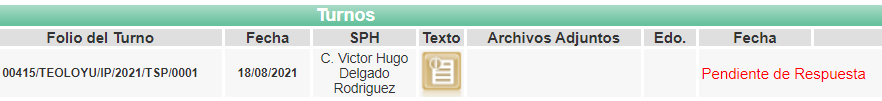 Turnos
Folio del Turno Fecha SPH Texto Archivos Adjuntos Edo. Fecha
00415/TEOLOYU/IP/2021/TSP/0001 18/08/2021 C. Victor Hugo
Delgado
Rodriguez
Pendiente de Respuesta